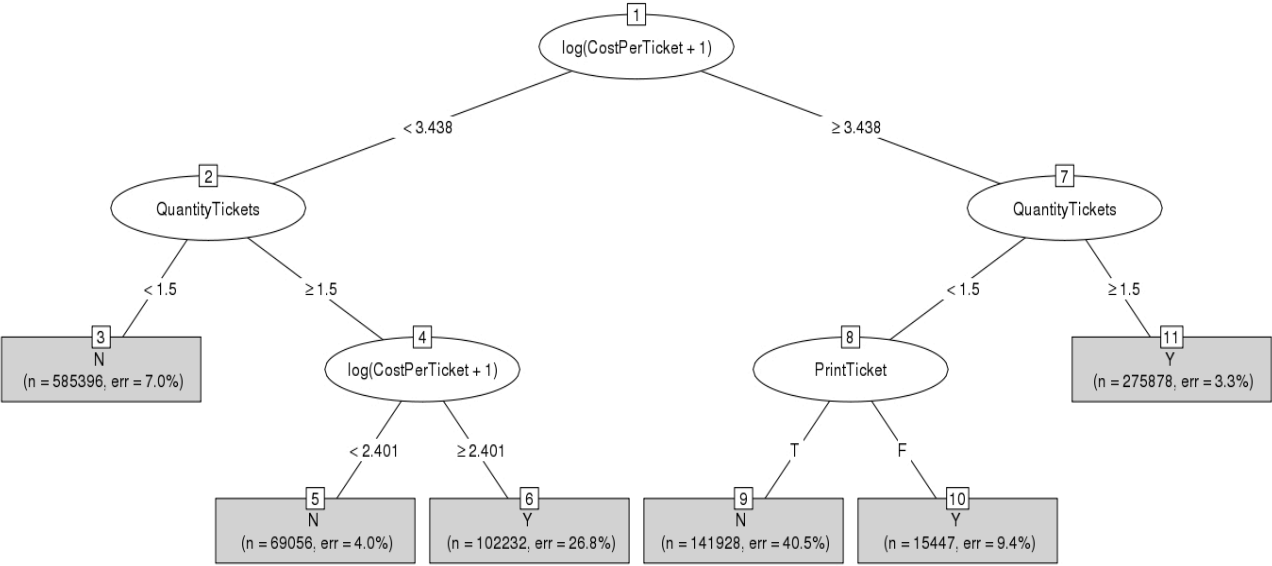 1
log(CostPerTicket + 1)
< 3.438
≥ 3.438
2
QuantityTickets
7
QuantityTickets
< 1.5
≥ 1.5
< 1.5
≥ 1.5
3
N
(n = 585396, err = 7.0%)
4
log(CostPerTicket + 1)
8
PrintTicket
11
Y
(n = 275878, err = 3.3%)
< 2.401
≥ 2.401
T
F
5
N
(n = 69056, err = 4.0%)
6
Y
(n = 102232, err = 26.8%)
9
N
(n = 141928, err = 40.5%)
10
Y
(n = 15447, err = 9.4%)